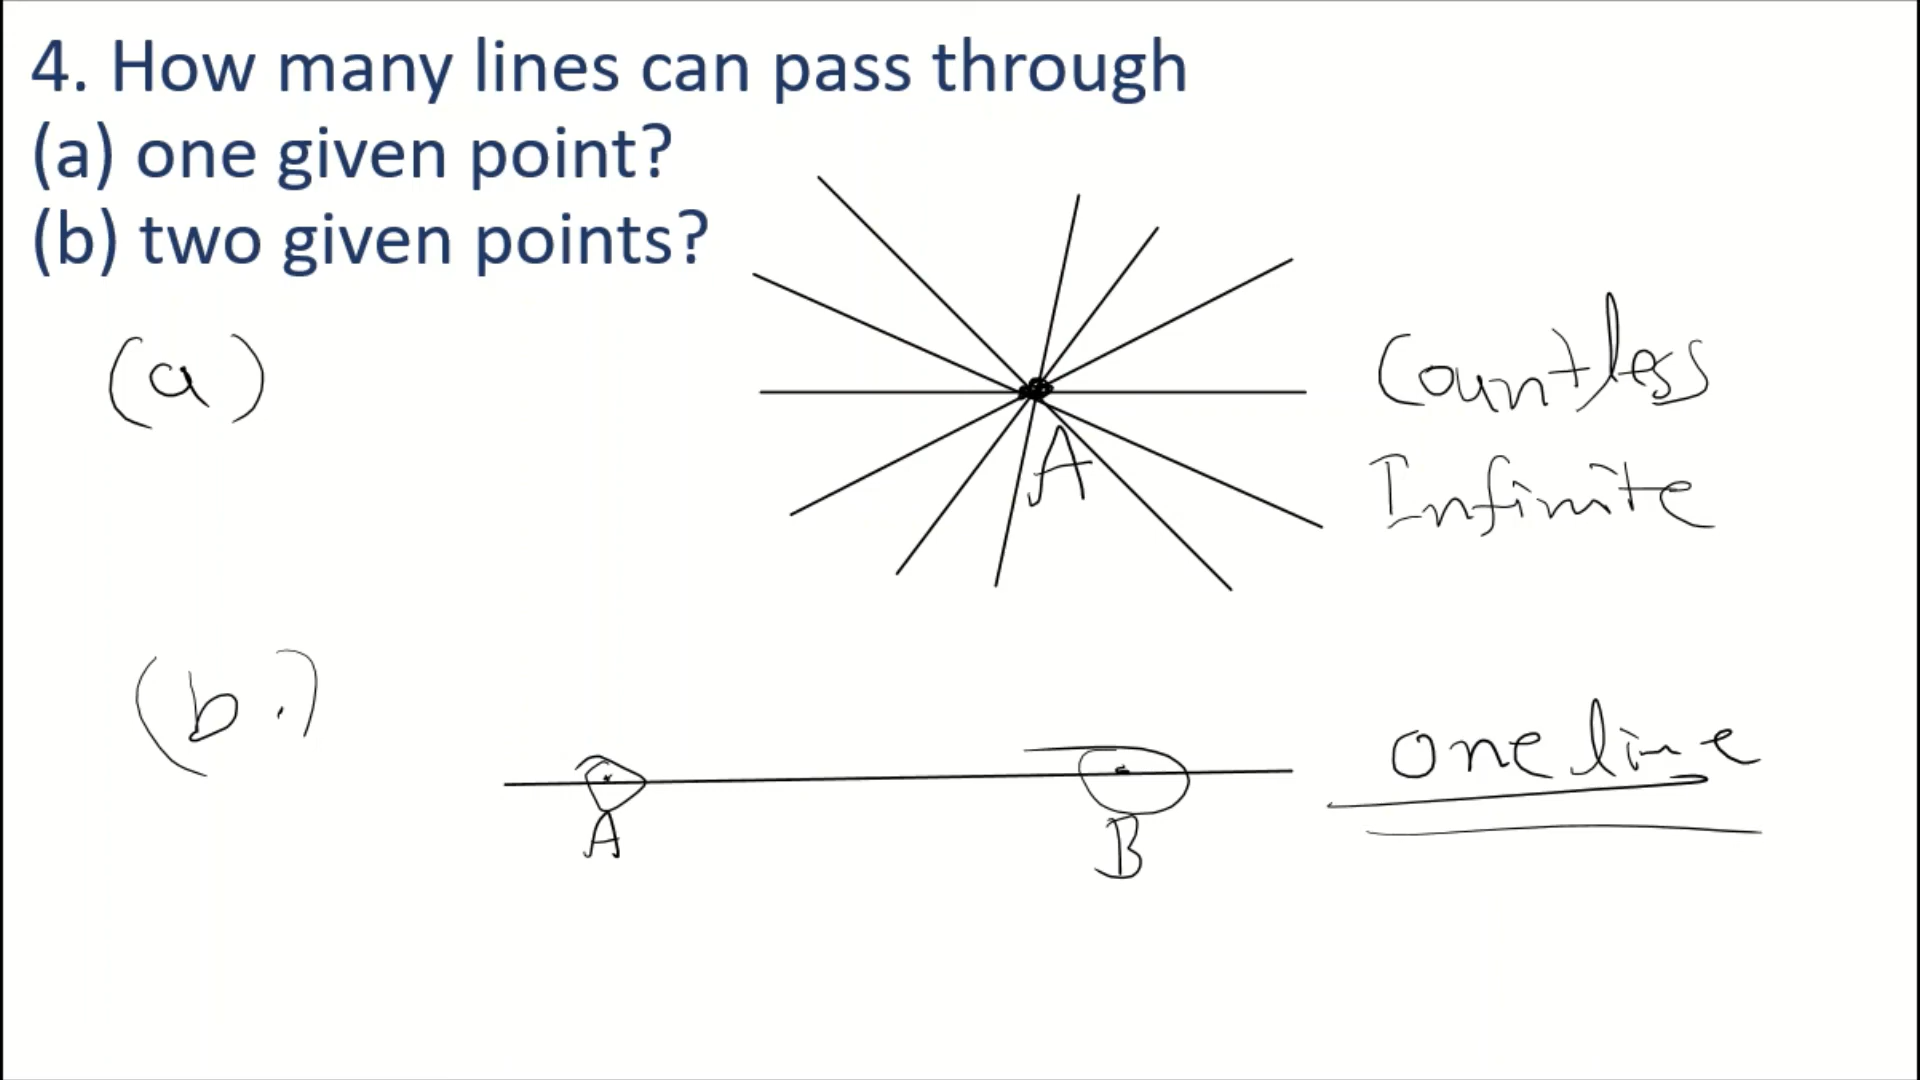 4. How many lines can pass through
(a) one given point?
(b) two given points?
(a)
Countless
A
Infinite
(b.)
one line
A
B